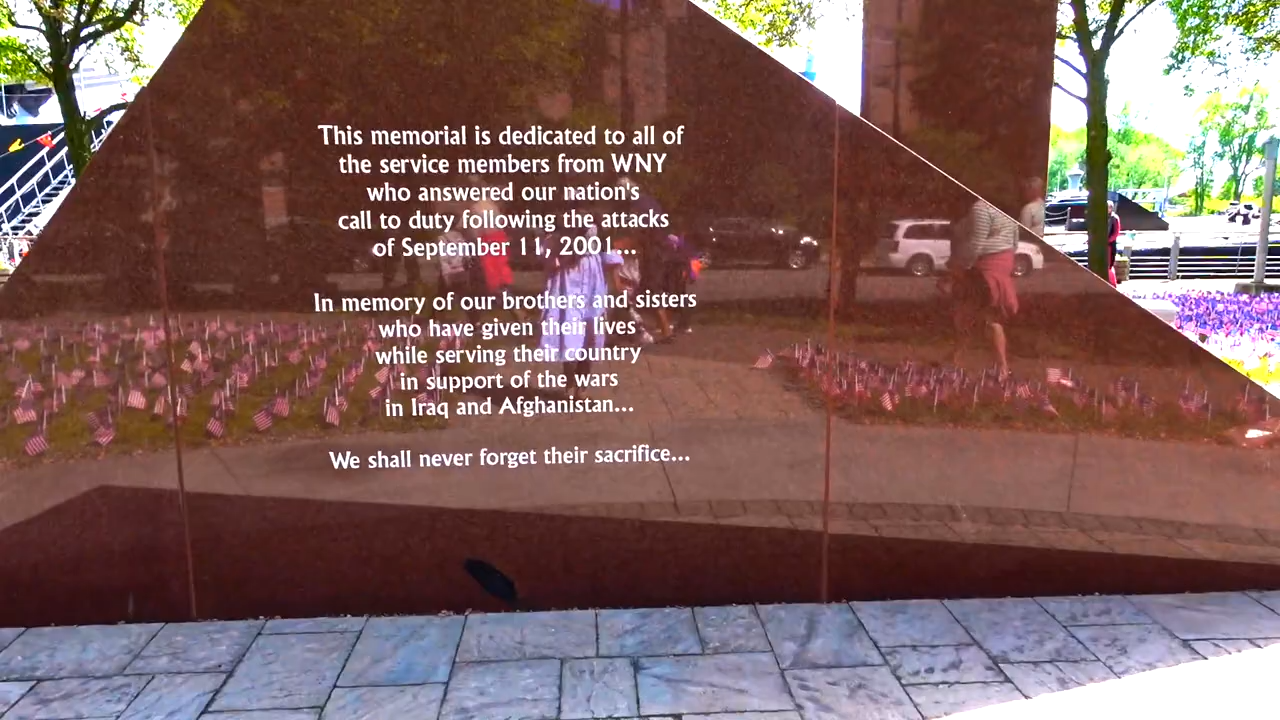 This memorial is dedicated to all of
the service members from WNY
who answered our nation's
call to duty following the attacks
of September 11, 2001...
In memory of our brothers and sisters
who have given their lives
while serving their country
in support of the wars
in Iraq and Afghanistan...
We shall never forget their sacrifice...